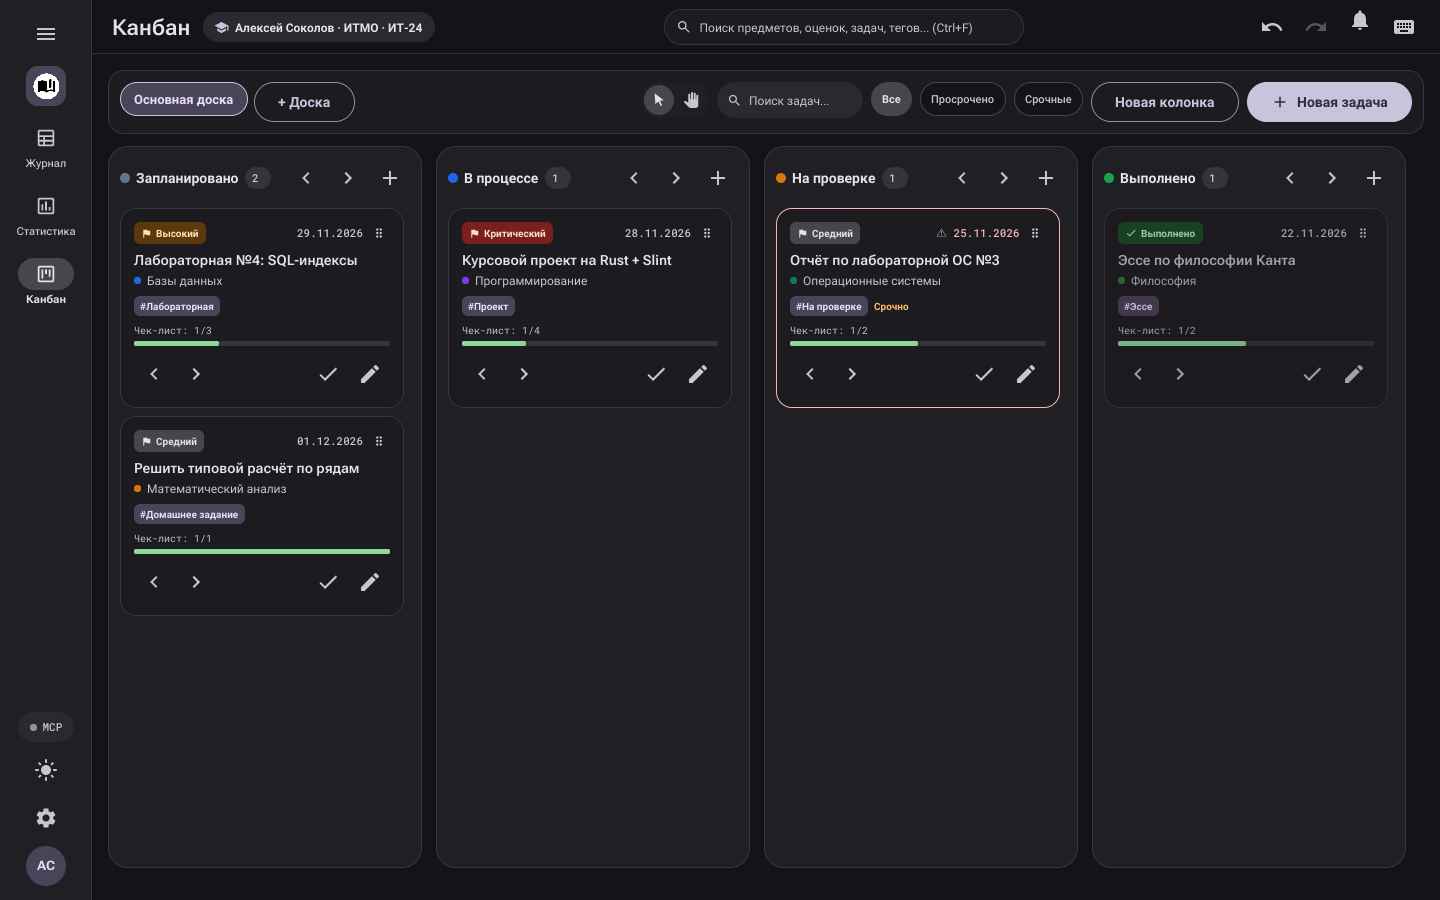 Канбан
Алексей Соколов · ИТМО · ИТ-24
Поиск предметов, оценок, задач, тегов... (Ctrl+F)
Журнал
Статистика
Канбан
MCP
АС
Основная доска
+ Доска
Поиск задач...
Все
Просрочено
Срочные
Новая колонка
Новая задача
Запланировано 2
Высокий 29.11.2026
Лабораторная №4: SQL-индексы
Базы данных
#Лабораторная
Чек-лист: 1/3
Средний 01.12.2026
Решить типовой расчёт по рядам
Математический анализ
#Домашнее задание
Чек-лист: 1/1
В процессе 1
Критический 28.11.2026
Курсовой проект на Rust + Slint
Программирование
#Проект
Чек-лист: 1/4
На проверке 1
Средний ⚠ 25.11.2026
Отчёт по лабораторной ОС №3
Операционные системы
#На проверке Срочно
Чек-лист: 1/2
Выполнено 1
Выполнено 22.11.2026
Эссе по философии Канта
Философия
#Эссе
Чек-лист: 1/2